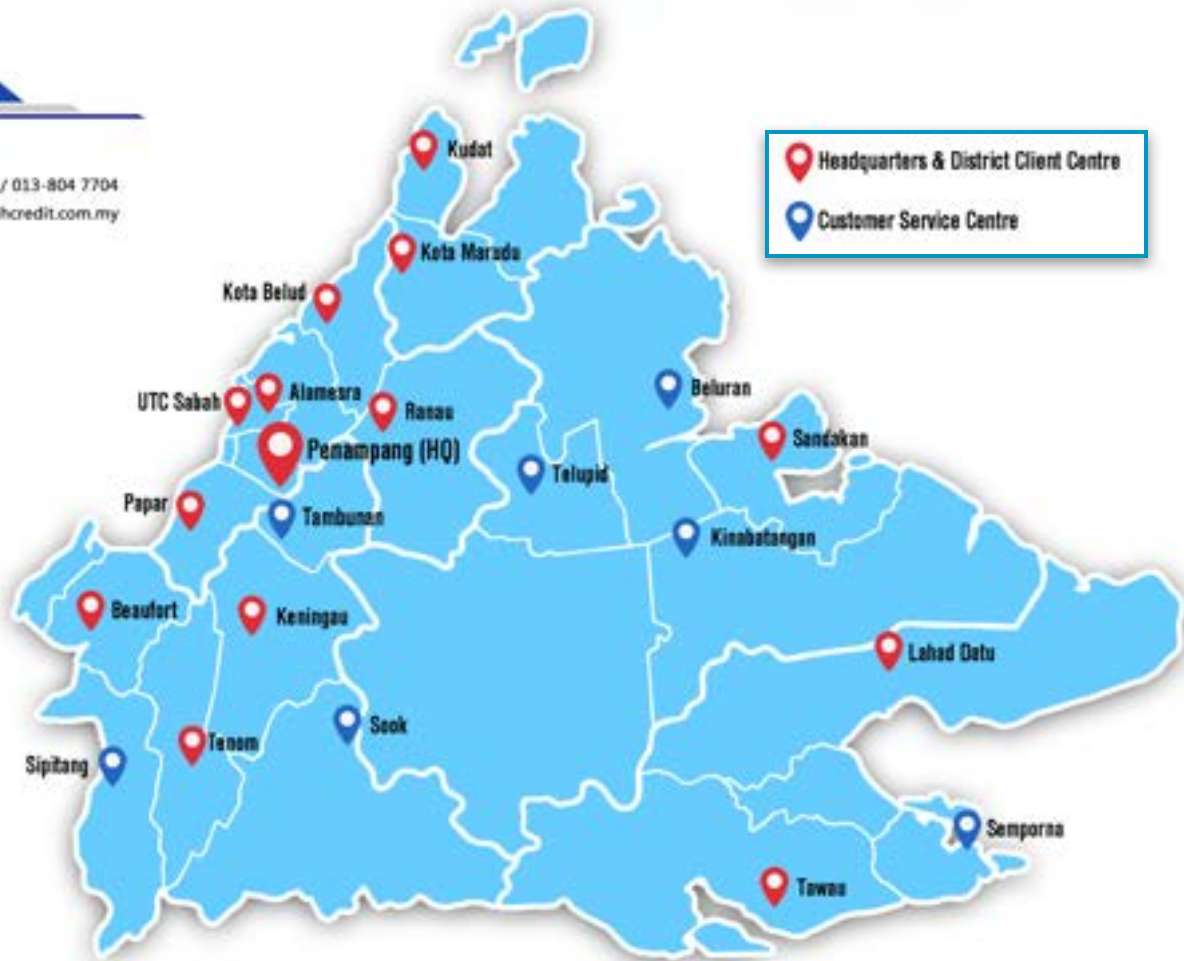 / 013-804 7704
hcredit.com.my
Headquarters & District Client Centre
Customer Service Centre
Kudat
Kota Marudu
Kota Belud
Alamesra
UTC Sabah
Ranau
Beluran
Penampang (HQ)
Sandakan
Telupid
Papar
Tambunan
Kinabatangan
Beaufort
Keningau
Lahad Datu
Sook
Tenom
Sipitang
Semporna
Tawau